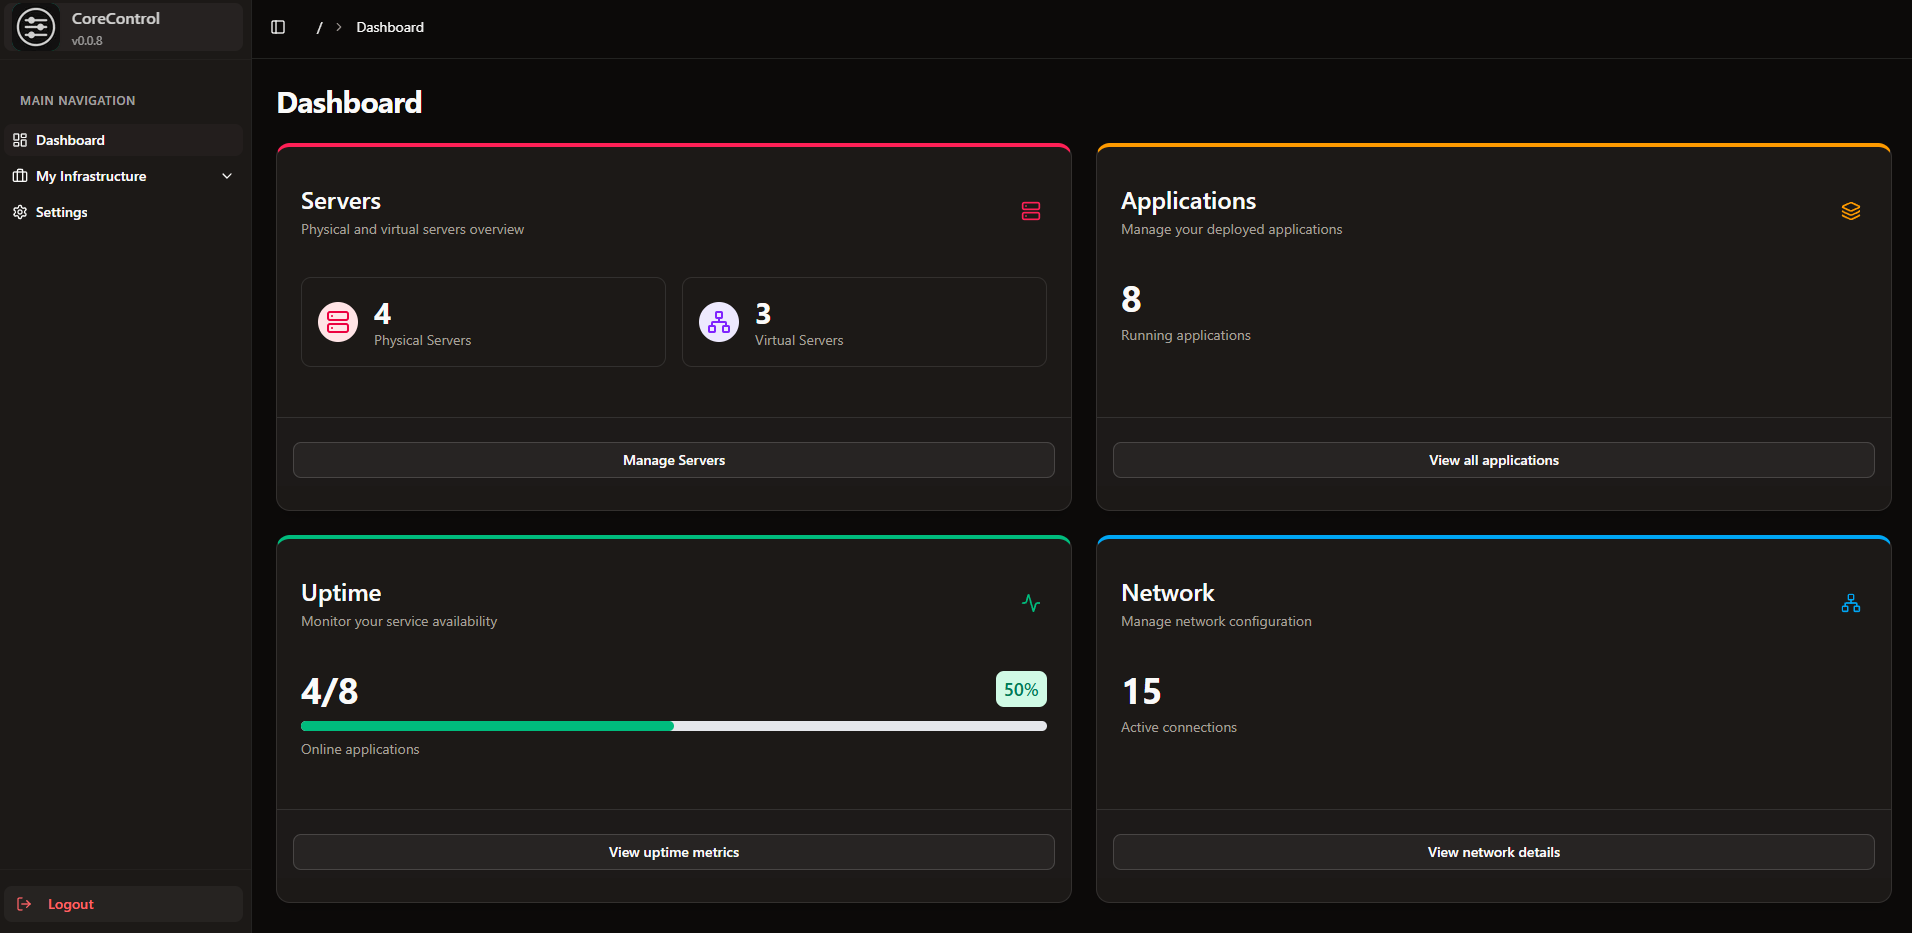 CoreControl
v0.0.8
MAIN NAVIGATION
Dashboard
My Infrastructure
Settings
Logout
/ > Dashboard
Dashboard
Servers
Physical and virtual servers overview
4
Physical Servers
3
Virtual Servers
Manage Servers
Applications
Manage your deployed applications
8
Running applications
View all applications
Uptime
Monitor your service availability
4/8
50%
Online applications
View uptime metrics
Network
Manage network configuration
15
Active connections
View network details